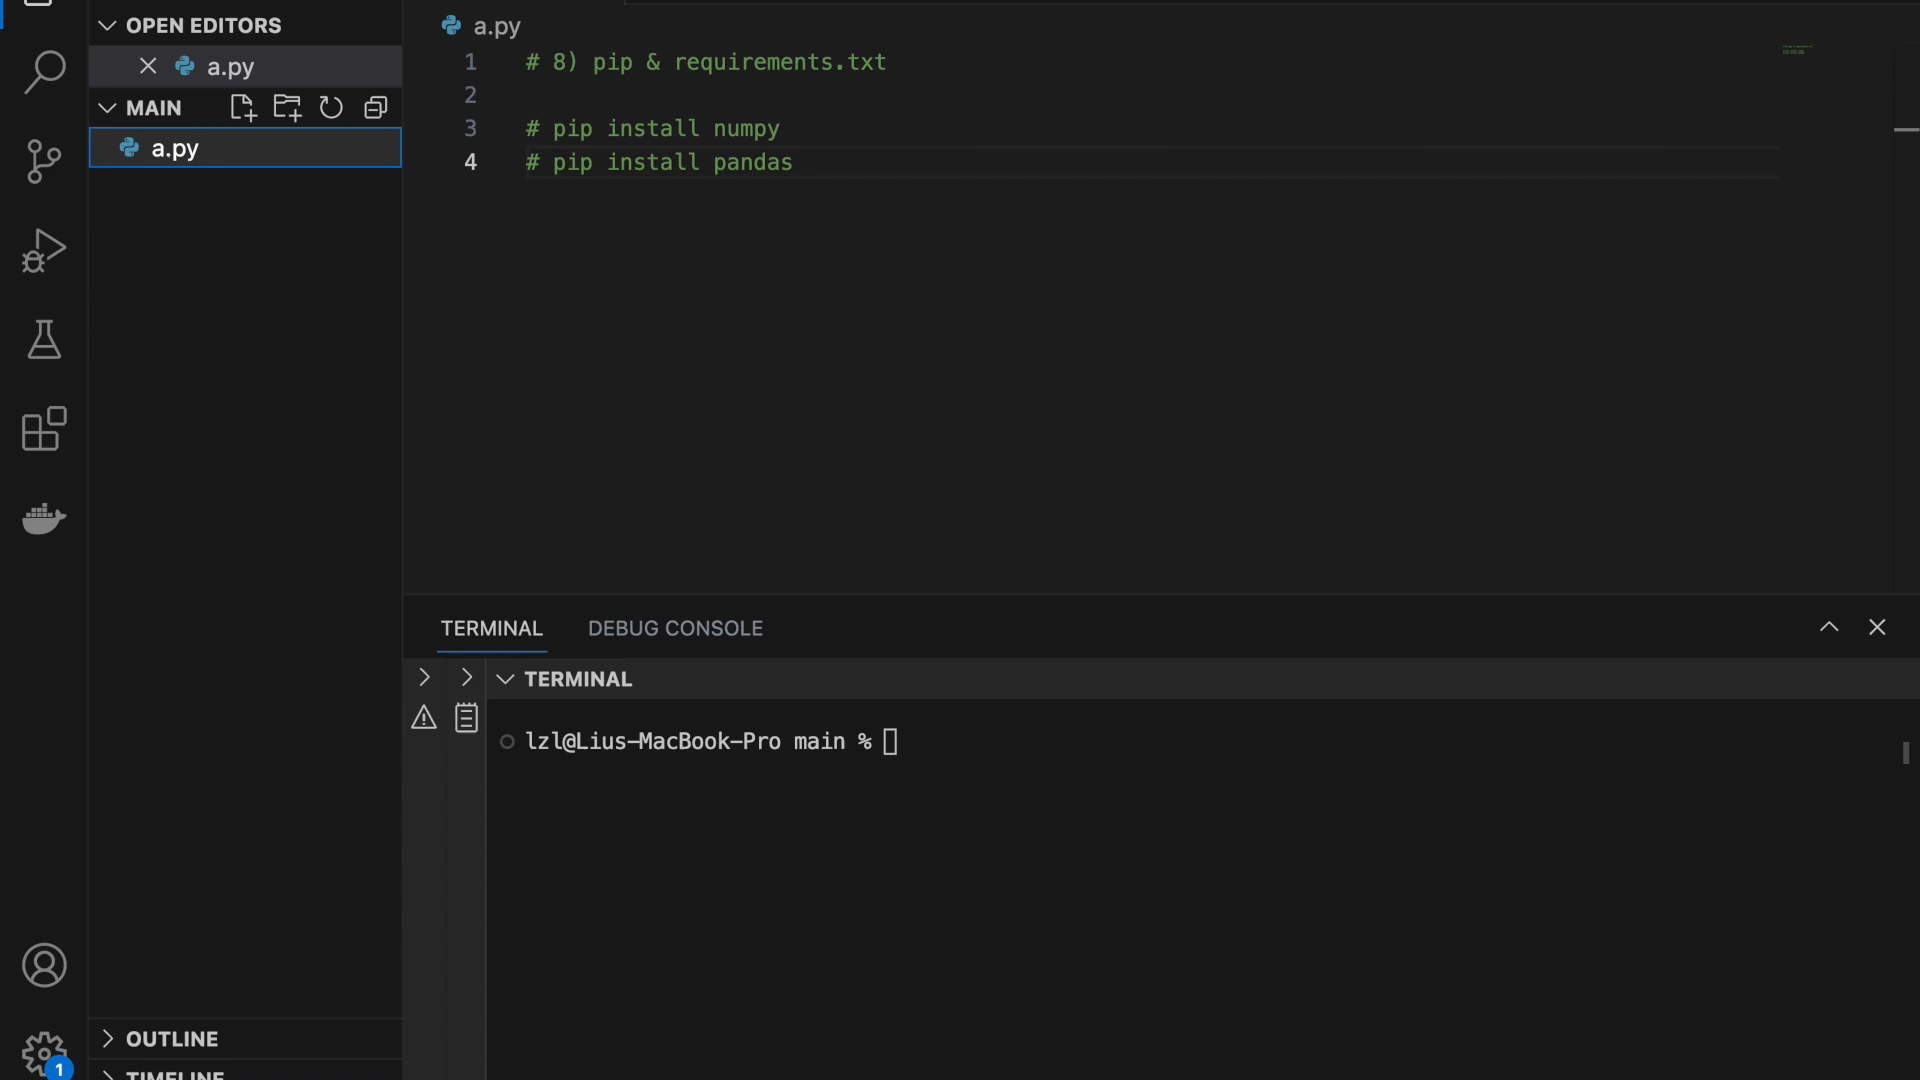 OPEN EDITORS
a.py
MAIN
a.py
OUTLINE
TIMELINE
1
a.py
1 # 8) pip & requirements.txt
2
3 # pip install numpy
4 # pip install pandas
TERMINAL DEBUG CONSOLE
TERMINAL
lzl@Lius-MacBook-Pro main %